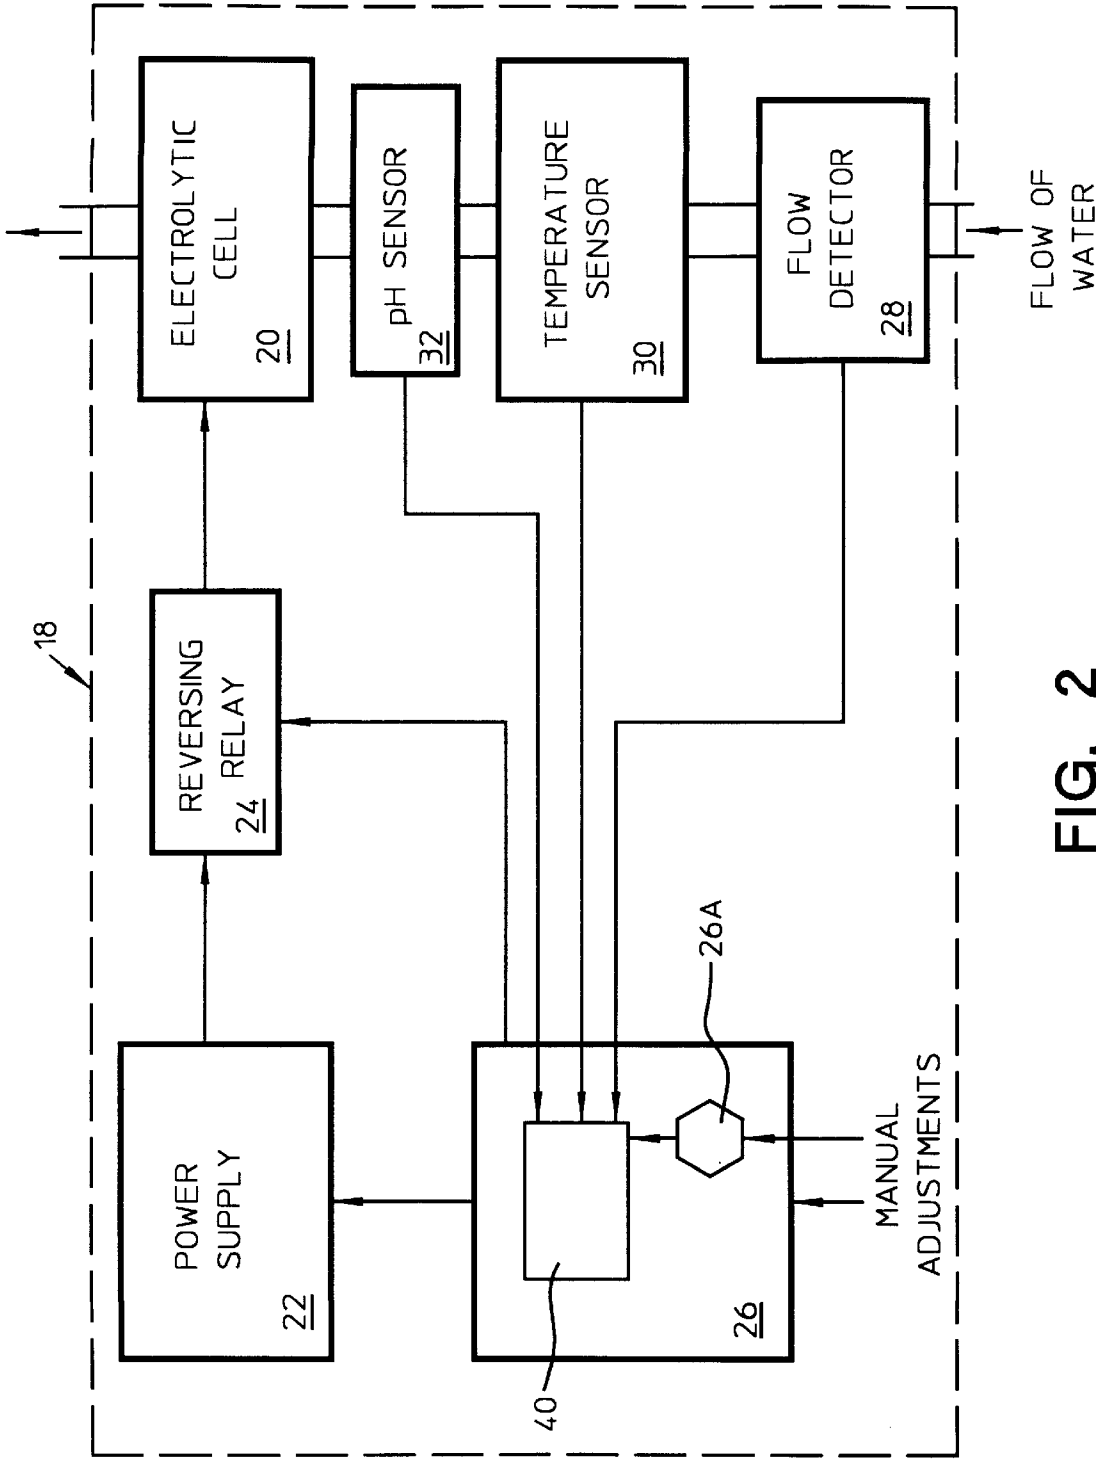 18
POWER
SUPPLY
22
REVERSING
RELAY
24
ELECTROLYTIC
CELL
20
pH SENSOR
32
TEMPERATURE
SENSOR
30
FLOW
DETECTOR
28
40
26
26A
MANUAL
ADJUSTMENTS
FLOW OF
WATER
FIG. 2